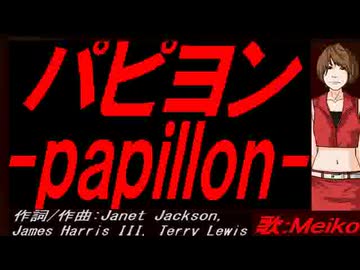 パピヨン
-papillon-
作詞/作曲:Janet Jackson,
James Harris III, Terry Lewis
歌:Meiko